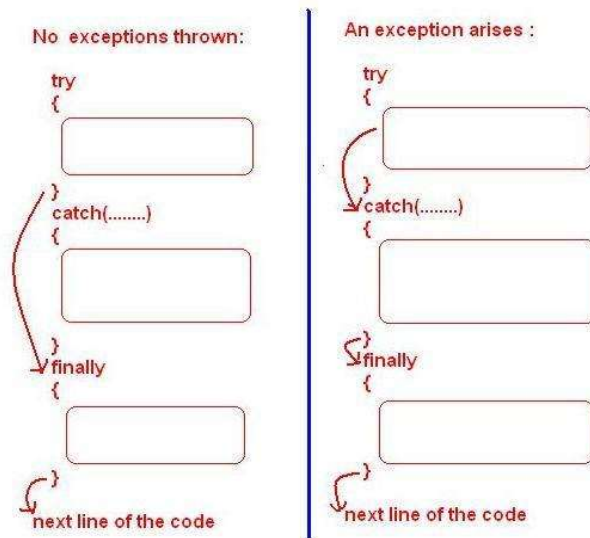 No exceptions thrown:
try
{
}
catch(........)
{
}
finally
{
}
next line of the code
An exception arises :
try
{
}
catch(........)
{
}
finally
{
}
next line of the code